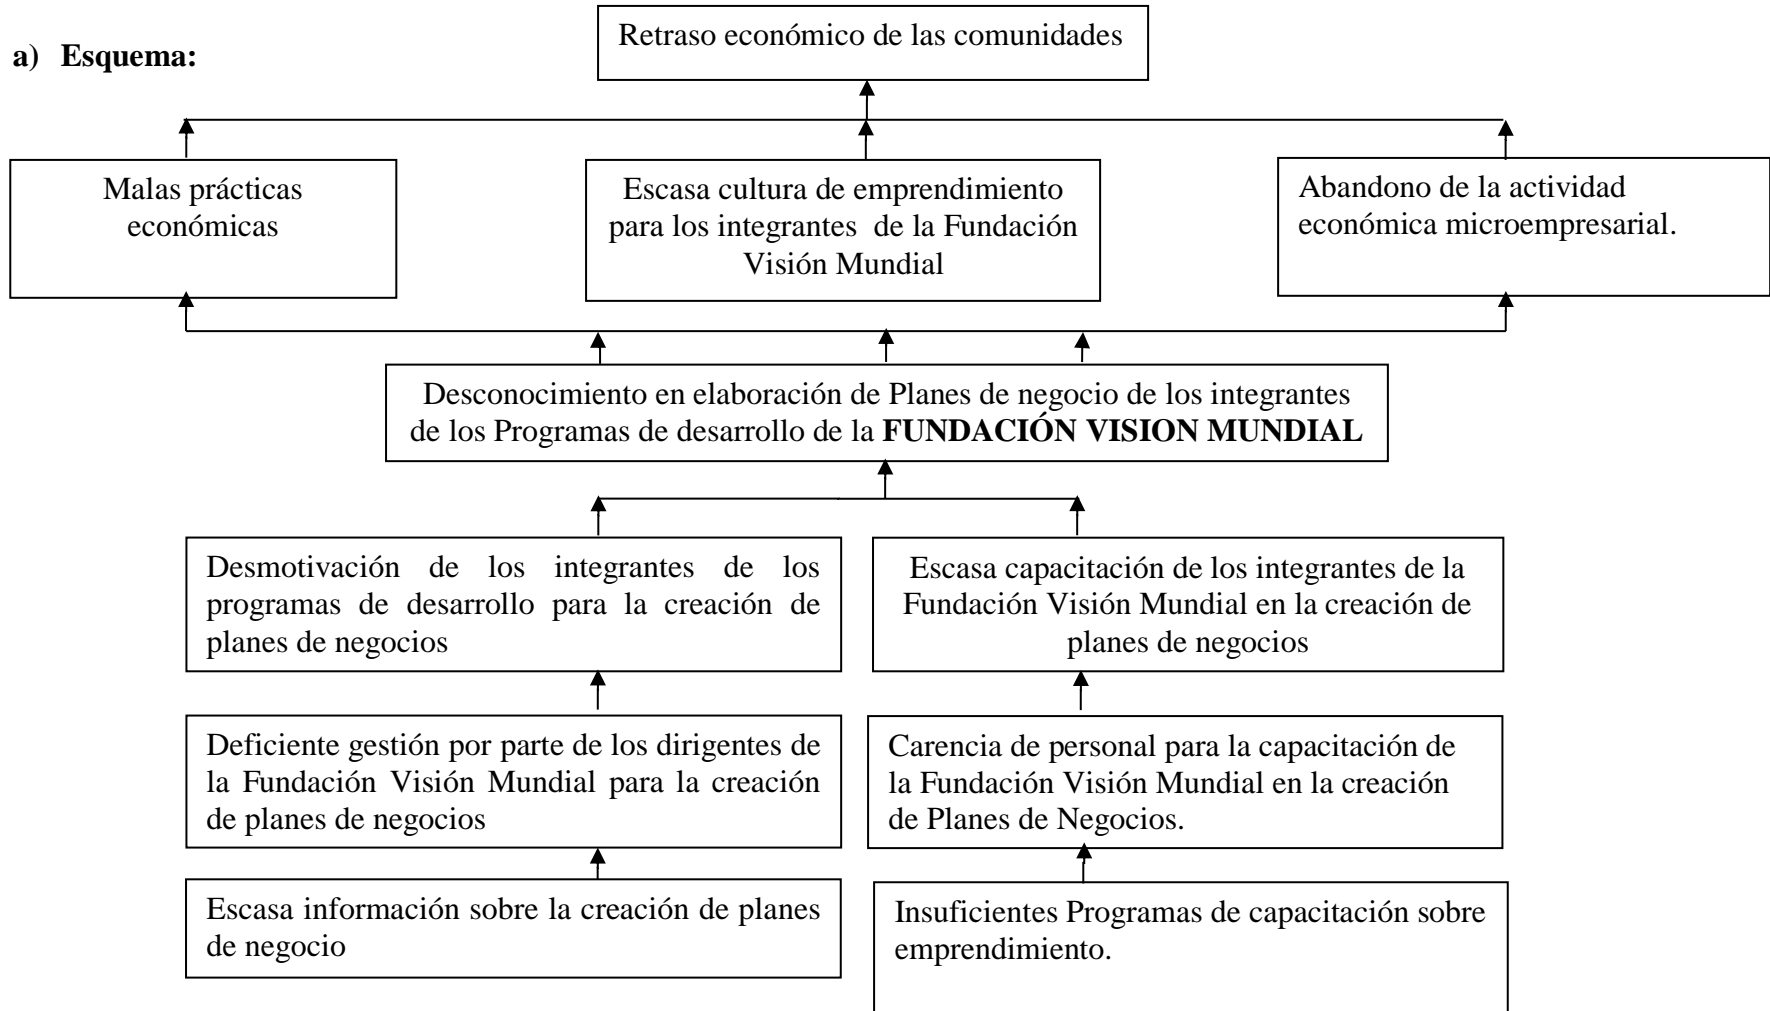 a) Esquema:
Retraso económico de las comunidades
Malas prácticas
económicas
Escasa cultura de emprendimiento
para los integrantes de la Fundación
Visión Mundial
Abandono de la actividad
económica microempresarial.
Desconocimiento en elaboración de Planes de negocio de los integrantes
de los Programas de desarrollo de la FUNDACIÓN VISION MUNDIAL
Desmotivación de los integrantes de los
programas de desarrollo para la creación de
planes de negocios
Escasa capacitación de los integrantes de la
Fundación Visión Mundial en la creación de
planes de negocios
Deficiente gestión por parte de los dirigentes de
la Fundación Visión Mundial para la creación
de planes de negocios
Carencia de personal para la capacitación de
la Fundación Visión Mundial en la creación
de Planes de Negocios.
Escasa información sobre la creación de planes
de negocio
Insuficientes Programas de capacitación sobre
emprendimiento.